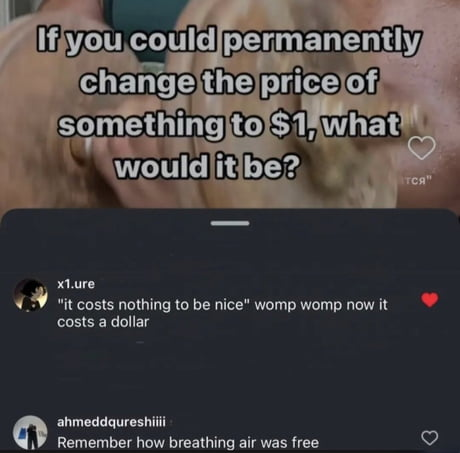 If you could permanently
change the price of
something to $1, what
would it be?
тся"
x1.ure
"it costs nothing to be nice" womp womp now it
costs a dollar
ahmeddqureshiiii
Remember how breathing air was free